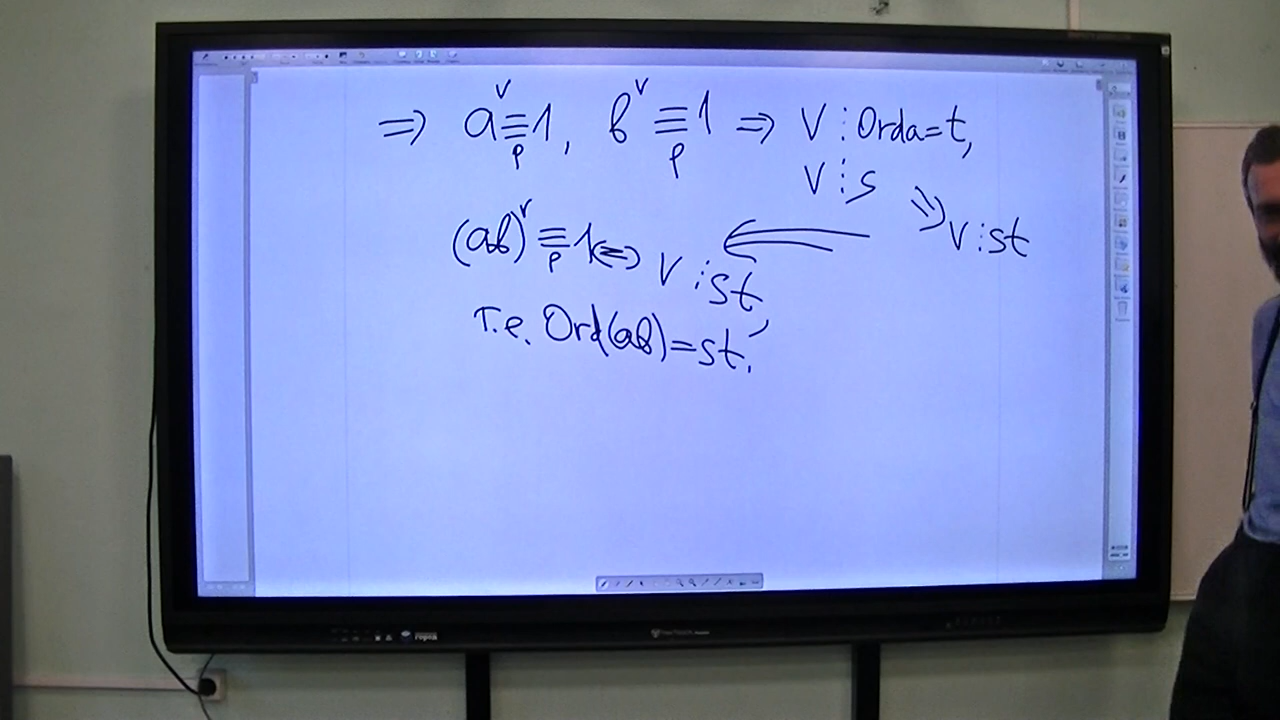 ⇒ a^v ≡_p 1, b^v ≡_p 1 ⇒ v ⋮ Ord a = t,
v ⋮ s
⇒ v ⋮ st
(ab)^v ≡_p 1 ⇔ v ⋮ st,
⇐
т.е. Ord(ab) = st.